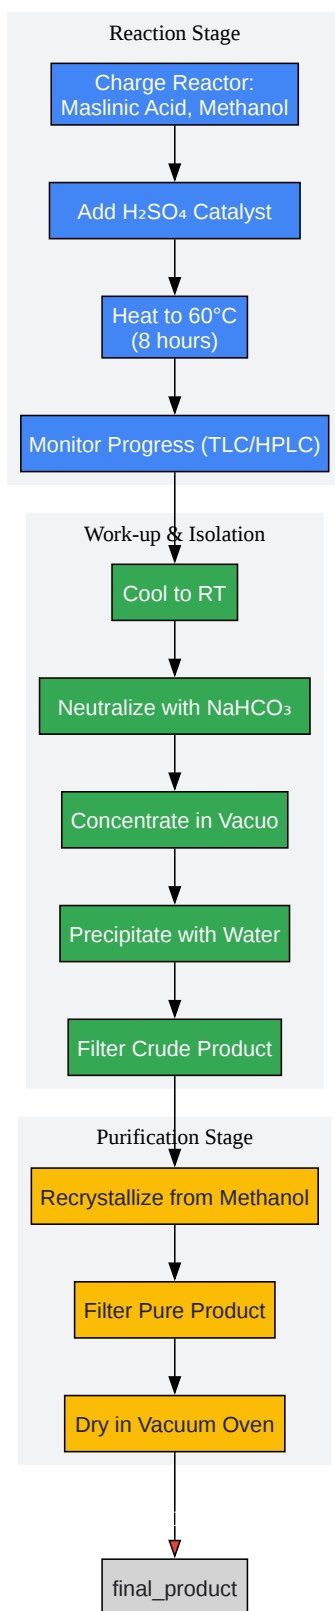 Reaction Stage
Charge Reactor:
Maslinic Acid, Methanol
Add H₂SO₄ Catalyst
Heat to 60°C
(8 hours)
Monitor Progress (TLC/HPLC)
Work-up & Isolation
Cool to RT
Neutralize with NaHCO₃
Concentrate in Vacuo
Precipitate with Water
Filter Crude Product
Purification Stage
Recrystallize from Methanol
Filter Pure Product
Dry in Vacuum Oven
final_product